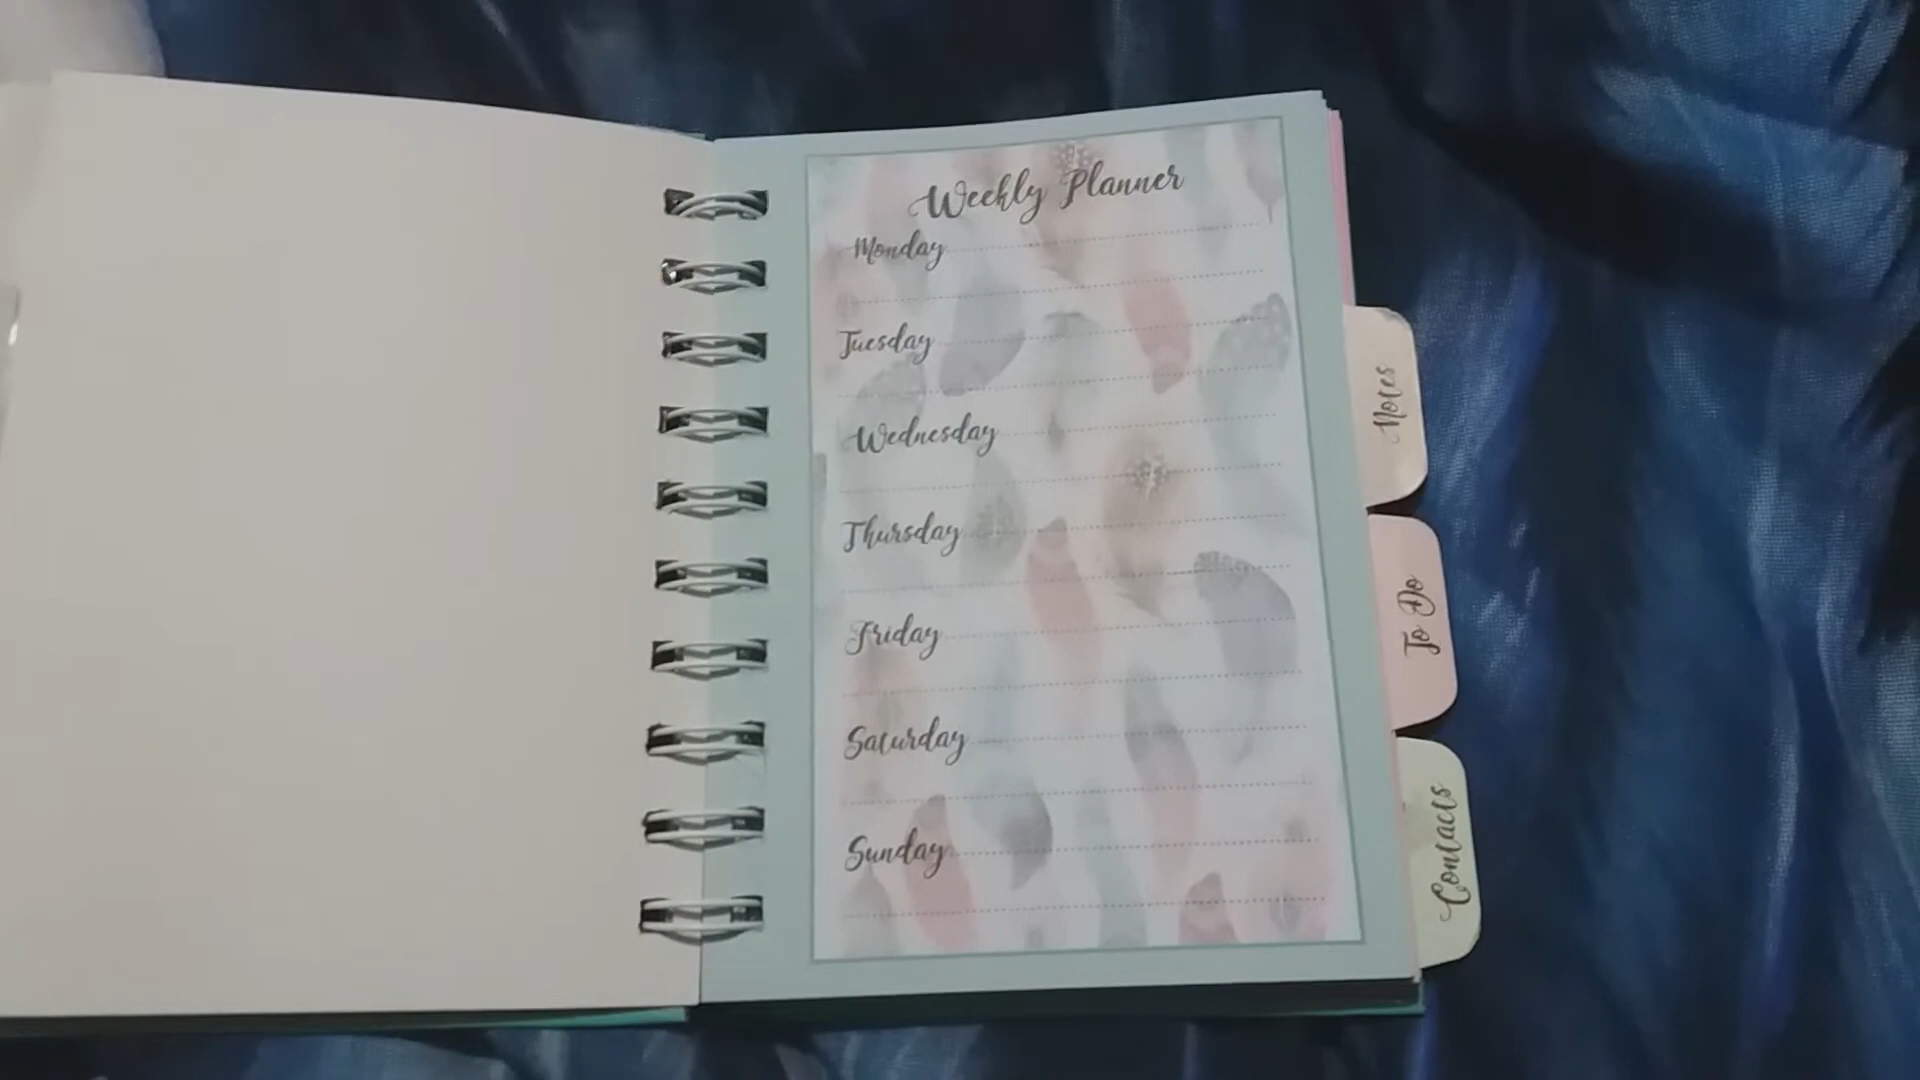 Weekly Planner
Monday
Tuesday
Wednesday
Thursday
Friday
Saturday
Sunday
Notes
To Do
Contacts